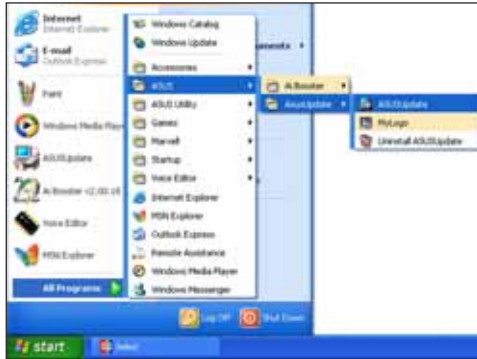 Internet
Internet Explorer
E-mail
Outlook Express
Paint
Windows Media Player
ASUSUpdate
Ai Booster
Voice Editor
MSN Explorer
All Programs
Windows Catalog
Windows Update
Accessories
ASUS
ASUS Utility
Games
Marvell
Startup
Voice Editor
Internet Explorer
MSN Explorer
Outlook Express
Remote Assistance
Windows Media Player
Windows Messenger
Ai Booster
AsusUpdate
ASUSUpdate
MyLogo
Uninstall ASUSUpdate
Log Off
Shut Down
start